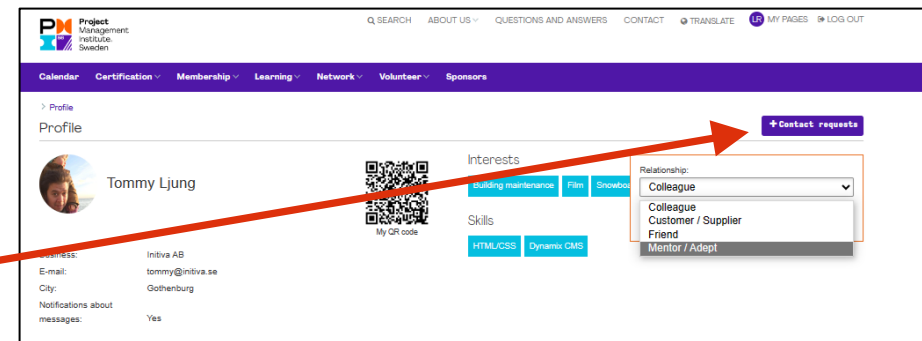 Project
Management
Institute.
Sweden
SEARCH ABOUT US QUESTIONS AND ANSWERS CONTACT TRANSLATE LR MY PAGES LOG OUT
Calendar Certification Membership Learning Network Volunteer Sponsors
> Profile
Profile
+Contact requests
Tommy Ljung
My QR code
Interests
Building maintenance Film
Skills
HTML/CSS Dynamix CMS
Relationship:
Colleague
Colleague
Customer / Supplier
Friend
Mentor / Adept
Initiva AB
E-mail: tommy@initiva.se
City: Gothenburg
Notifications about
messages: Yes